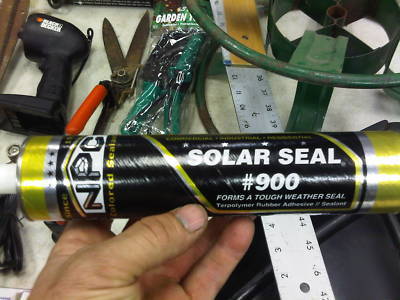 BLACK&
DECKER
GARDEN
COMMERCIAL • INDUSTRIAL • RESIDENTIAL
NPC
SOLAR SEAL
#900
FORMS A TOUGH WEATHER SEAL
Terpolymer Rubber Adhesive // Sealant